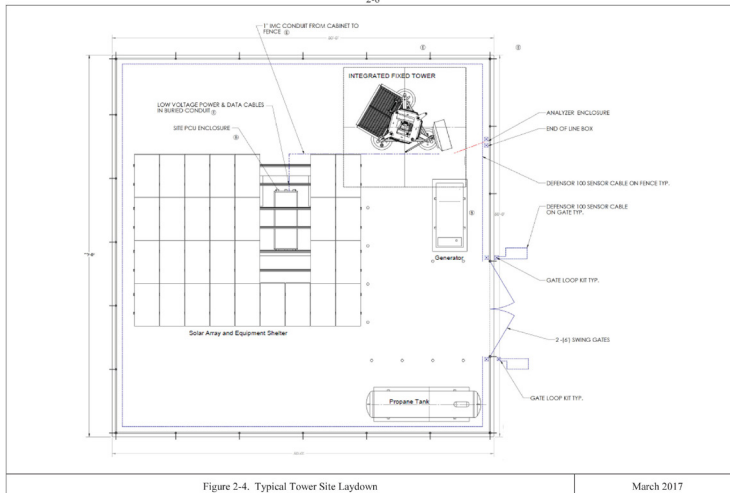 2-6
1" IMC CONDUIT FROM CABINET TO
FENCE
INTEGRATED FIXED TOWER
LOW VOLTAGE POWER & DATA CABLES
IN BURIED CONDUIT
SITE PCU ENCLOSURE
ANALYZER ENCLOSURE
END OF LINE BOX
DEFENSOR 100 SENSOR CABLE ON FENCE TYP.
DEFENSOR 100 SENSOR CABLE
ON GATE TYP.
Generator
GATE LOOP KIT TYP.
Solar Array and Equipment Shelter
2 -(6') SWING GATES
Propane Tank
GATE LOOP KIT TYP.
Figure 2-4. Typical Tower Site Laydown
March 2017